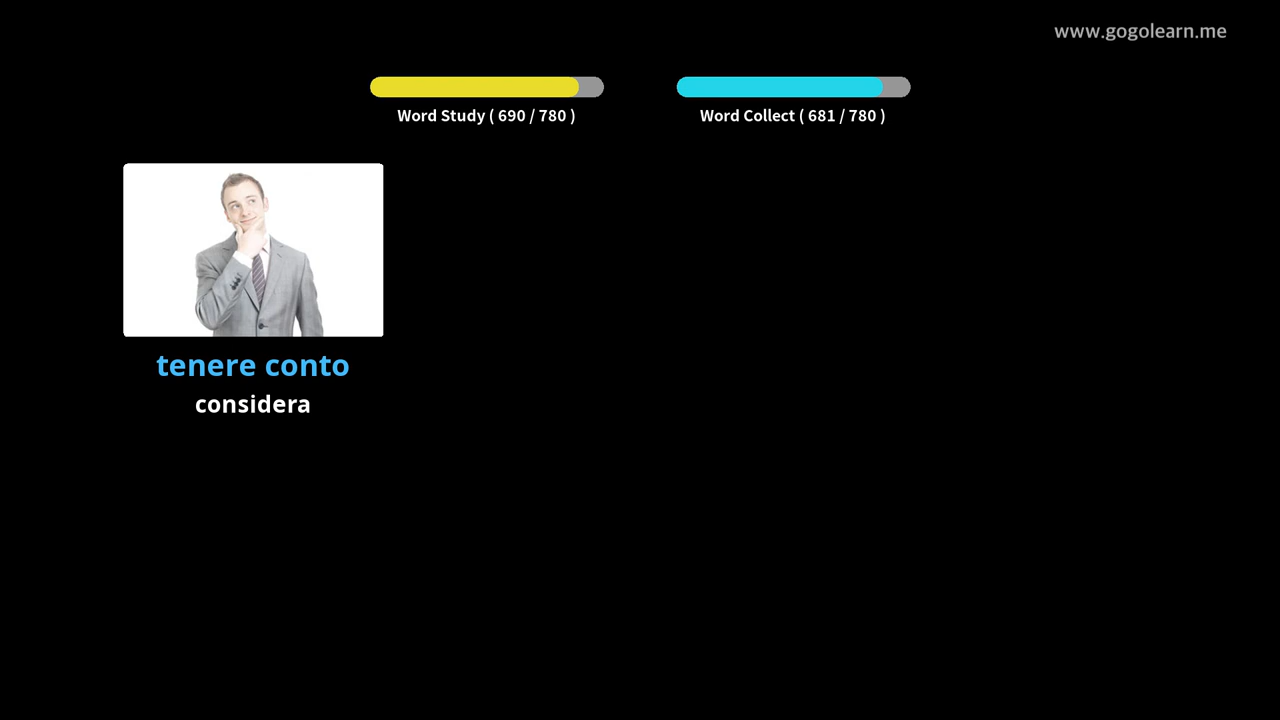 www.gogolearn.me
Word Study ( 690 / 780 )
Word Collect ( 681 / 780 )
tenere conto
considera